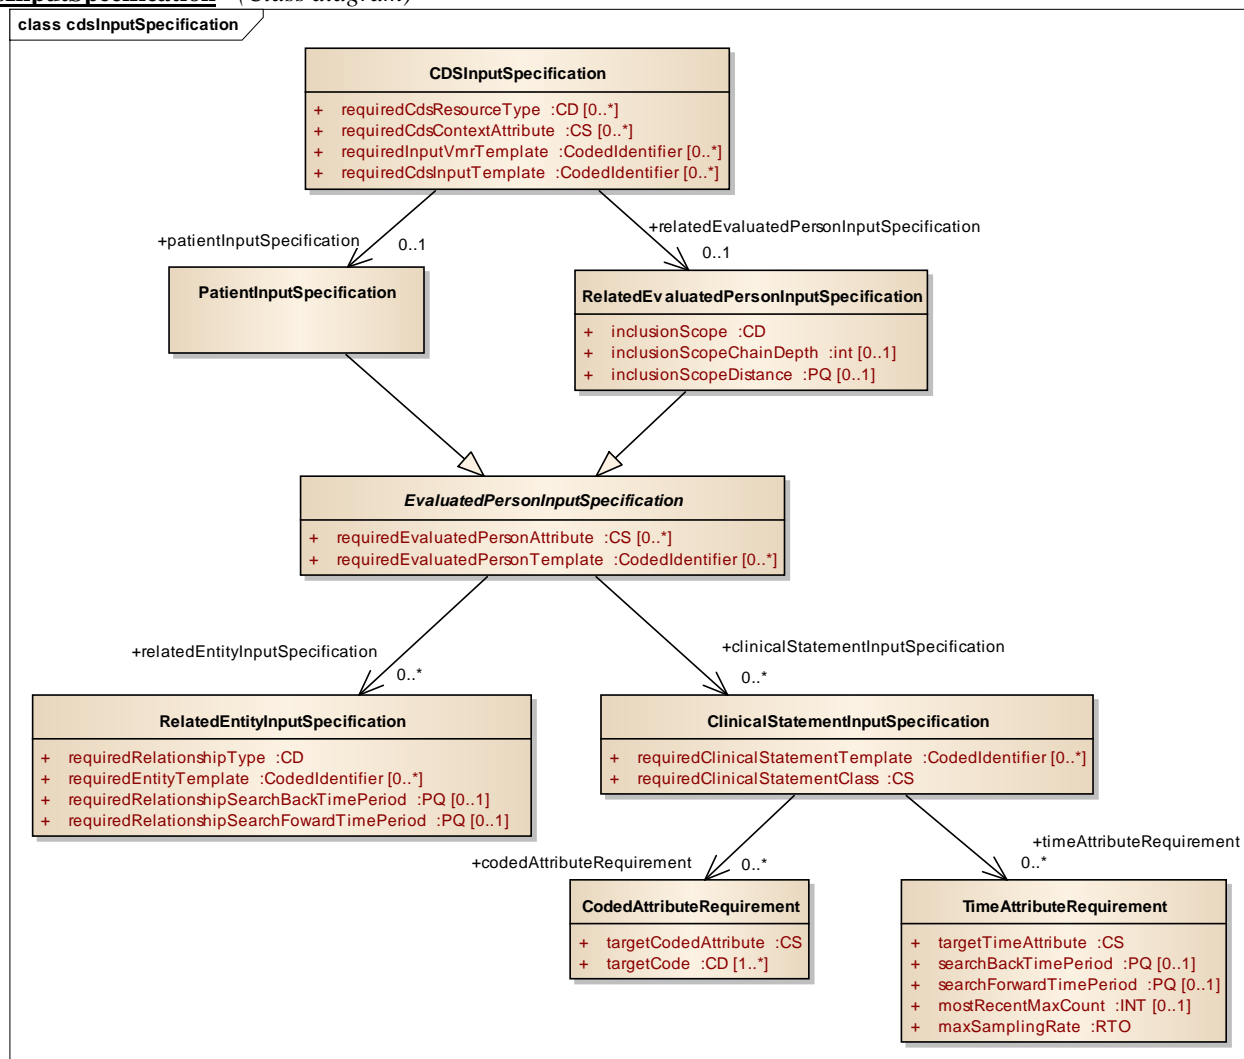 (Class diagram)
class cdsInputSpecification
CDSInputSpecification
+ requiredCdsResourceType :CD [0..*]
+ requiredCdsContextAttribute :CS [0..*]
+ requiredInputVmrTemplate :CodedIdentifier [0..*]
+ requiredCdsInputTemplate :CodedIdentifier [0..*]
+patientInputSpecification
0..1
+relatedEvaluatedPersonInputSpecification
0..1
PatientInputSpecification
RelatedEvaluatedPersonInputSpecification
+ inclusionScope :CD
+ inclusionScopeChainDepth :int [0..1]
+ inclusionScopeDistance :PQ [0..1]
EvaluatedPersonInputSpecification
+ requiredEvaluatedPersonAttribute :CS [0..*]
+ requiredEvaluatedPersonTemplate :CodedIdentifier [0..*]
+relatedEntityInputSpecification
0..*
+clinicalStatementInputSpecification
0..*
RelatedEntityInputSpecification
+ requiredRelationshipType :CD
+ requiredEntityTemplate :CodedIdentifier [0..*]
+ requiredRelationshipSearchBackTimePeriod :PQ [0..1]
+ requiredRelationshipSearchFowardTimePeriod :PQ [0..1]
ClinicalStatementInputSpecification
+ requiredClinicalStatementTemplate :CodedIdentifier [0..*]
+ requiredClinicalStatementClass :CS
+codedAttributeRequirement
0..*
+timeAttributeRequirement
0..*
CodedAttributeRequirement
+ targetCodedAttribute :CS
+ targetCode :CD [1..*]
TimeAttributeRequirement
+ targetTimeAttribute :CS
+ searchBackTimePeriod :PQ [0..1]
+ searchForwardTimePeriod :PQ [0..1]
+ mostRecentMaxCount :INT [0..1]
+ maxSamplingRate :RTO